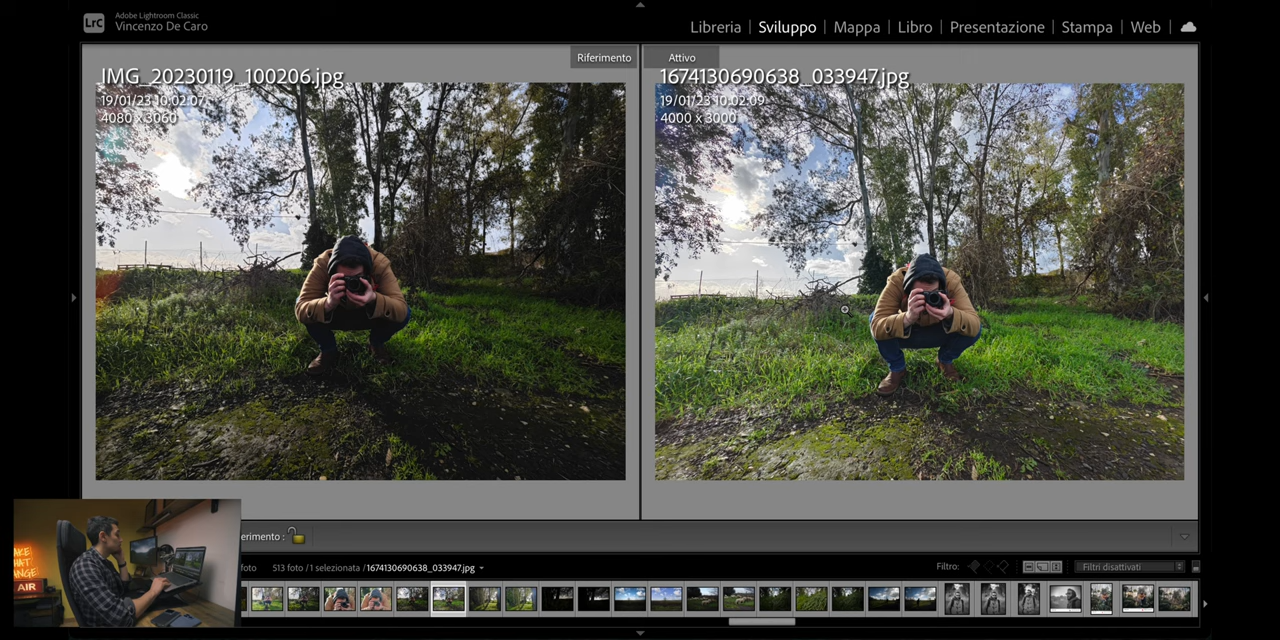 LrC
Adobe Lightroom Classic
Vincenzo De Caro
Libreria | Sviluppo | Mappa | Libro | Presentazione | Stampa | Web
Riferimento
Attivo
IMG_20230119_100206.jpg
19/01/23 10:02:07
4080 x 3060
1674130690638_033947.jpg
19/01/23 10:02:09
4000 x 3000
erimento :
foto
513 foto / 1 selezionata / 1674130690638_033947.jpg
Filtro:
Filtri disattivati
AIR